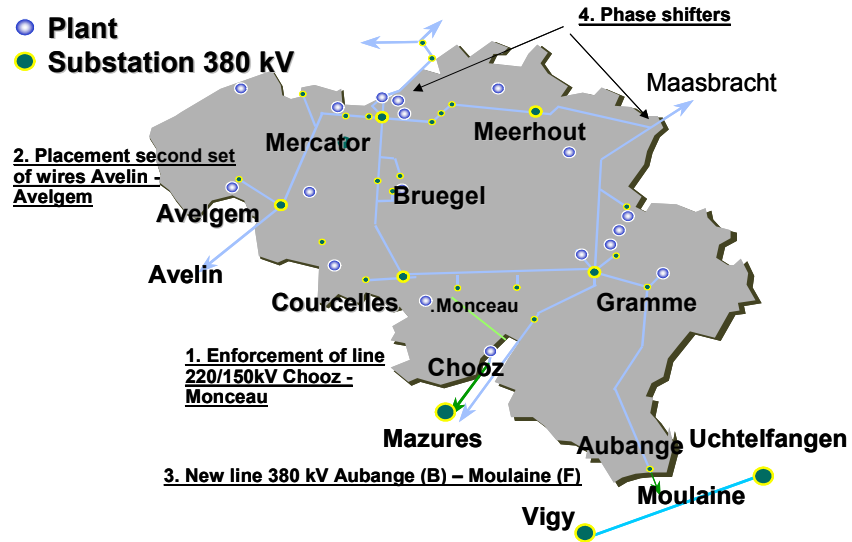 Plant
Substation 380 kV
4. Phase shifters
Maasbracht
Mercator
Meerhout
2. Placement second set
of wires Avelin -
Avelgem
Bruegel
Avelgem
Avelin
Courcelles
.Monceau
Gramme
1. Enforcement of line
220/150kV Chooz -
Monceau
Chooz
Mazures
Aubange
Uchtelfangen
3. New line 380 kV Aubange (B) – Moulaine (F)
Moulaine
Vigy